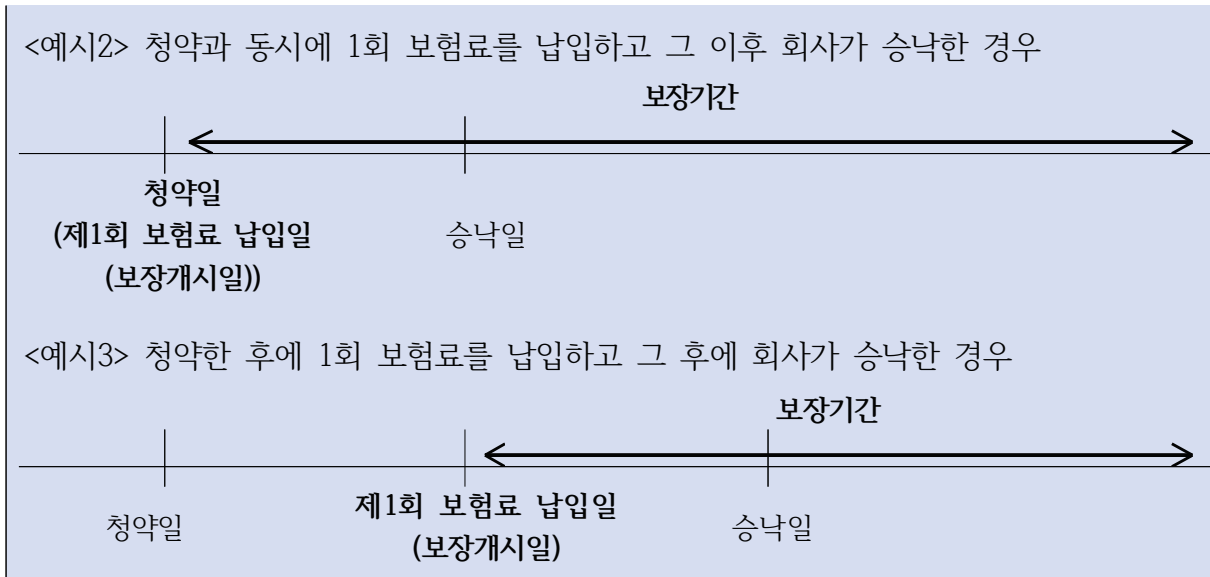 <예시2> 청약과 동시에 1회 보험료를 납입하고 그 이후 회사가 승낙한 경우
보장기간
청약일
(제1회 보험료 납입일
(보장개시일))
승낙일
<예시3> 청약한 후에 1회 보험료를 납입하고 그 후에 회사가 승낙한 경우
보장기간
청약일
제1회 보험료 납입일
(보장개시일)
승낙일